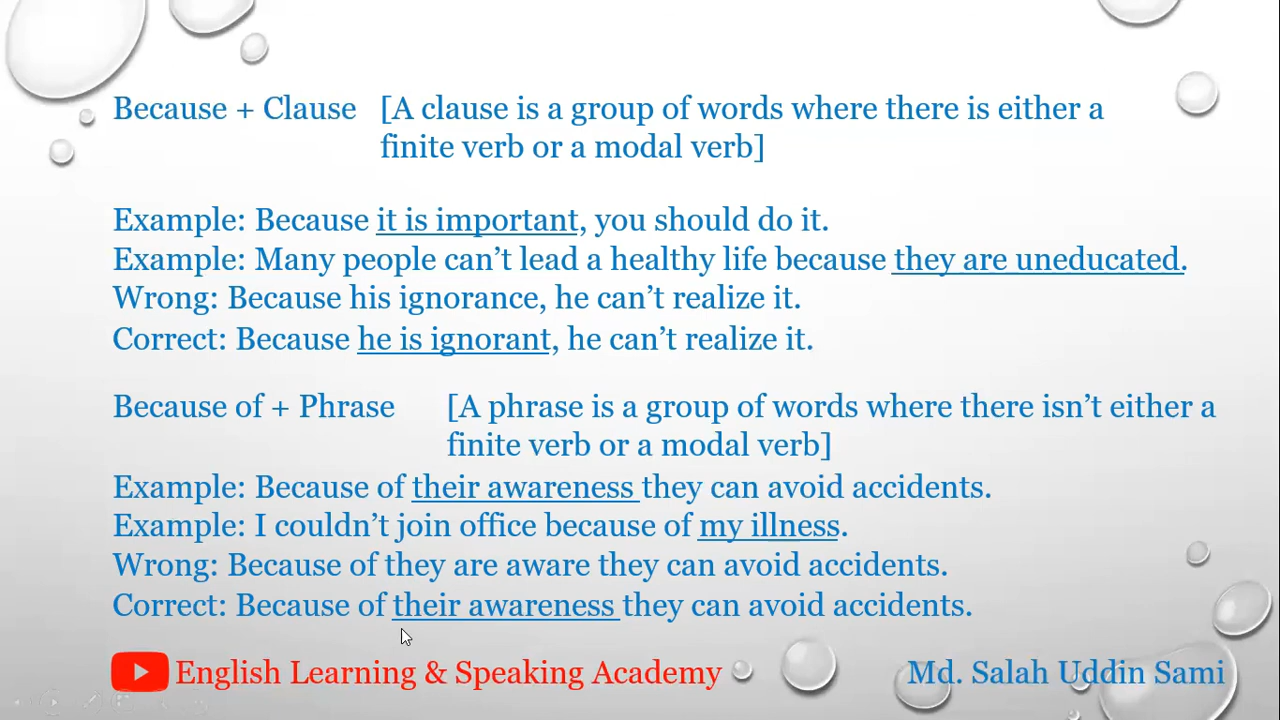 Because + Clause [A clause is a group of words where there is either a
finite verb or a modal verb]
Example: Because it is important, you should do it.
Example: Many people can’t lead a healthy life because they are uneducated.
Wrong: Because his ignorance, he can’t realize it.
Correct: Because he is ignorant, he can’t realize it.
Because of + Phrase [A phrase is a group of words where there isn’t either a
finite verb or a modal verb]
Example: Because of their awareness they can avoid accidents.
Example: I couldn’t join office because of my illness.
Wrong: Because of they are aware they can avoid accidents.
Correct: Because of their awareness they can avoid accidents.
English Learning & Speaking Academy Md. Salah Uddin Sami